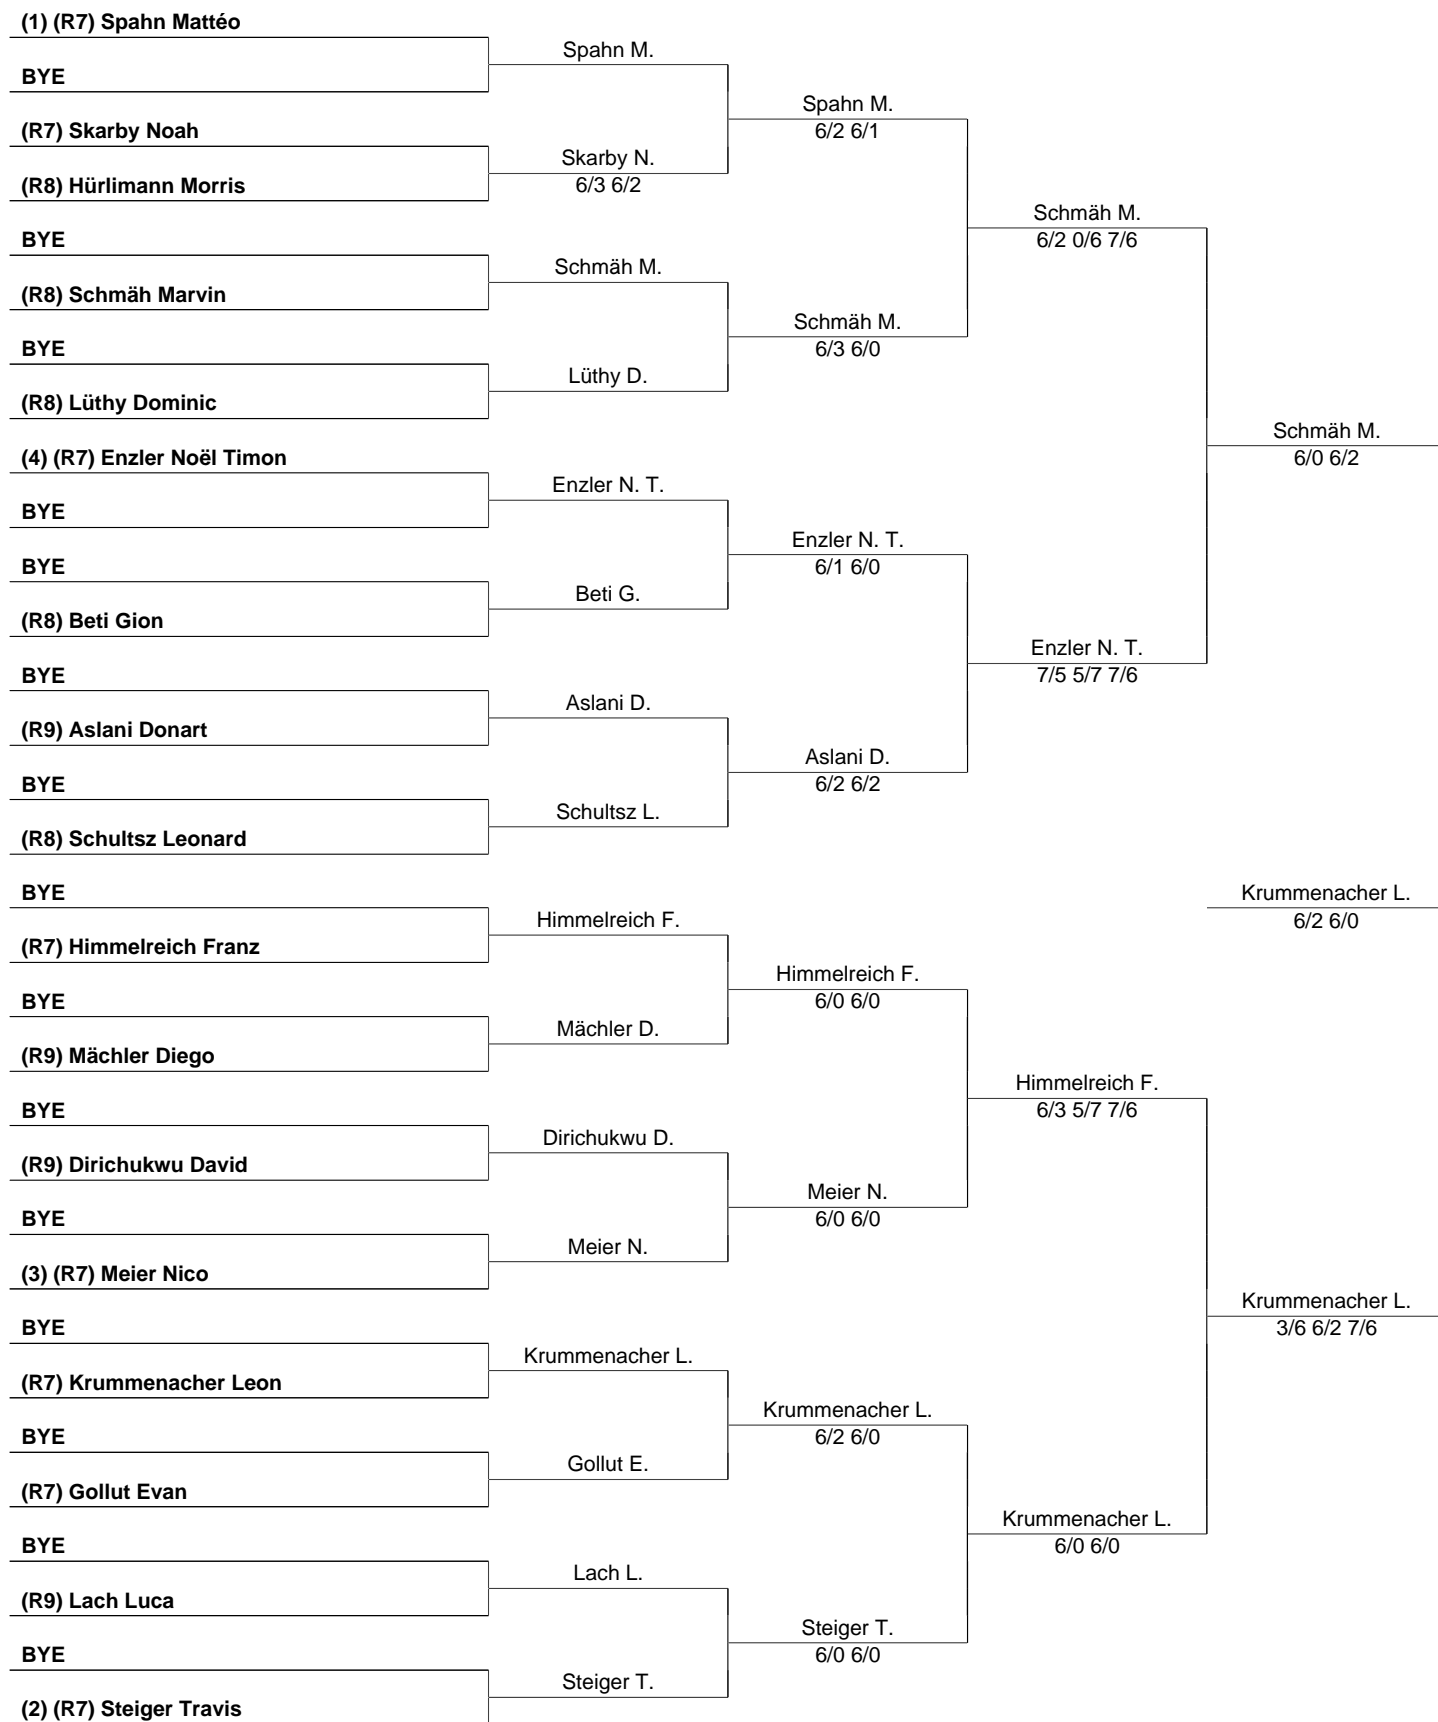 (1) (R7) Spahn Mattéo
BYE
(R7) Skarby Noah
(R8) Hürlimann Morris
BYE
(R8) Schmäh Marvin
BYE
(R8) Lüthy Dominic
(4) (R7) Enzler Noël Timon
BYE
BYE
(R8) Beti Gion
BYE
(R9) Aslani Donart
BYE
(R8) Schultsz Leonard
BYE
(R7) Himmelreich Franz
BYE
(R9) Mächler Diego
BYE
(R9) Dirichukwu David
BYE
(3) (R7) Meier Nico
BYE
(R7) Krummenacher Leon
BYE
(R7) Gollut Evan
BYE
(R9) Lach Luca
BYE
(2) (R7) Steiger Travis
Spahn M.
Skarby N.
6/3 6/2
Schmäh M.
Lüthy D.
Enzler N. T.
Beti G.
Aslani D.
Schultsz L.
Himmelreich F.
Mächler D.
Dirichukwu D.
Meier N.
Krummenacher L.
Gollut E.
Lach L.
Steiger T.
Spahn M.
6/2 6/1
Schmäh M.
6/3 6/0
Enzler N. T.
6/1 6/0
Aslani D.
6/2 6/2
Himmelreich F.
6/0 6/0
Meier N.
6/0 6/0
Krummenacher L.
6/2 6/0
Steiger T.
6/0 6/0
Schmäh M.
6/2 0/6 7/6
Enzler N. T.
7/5 5/7 7/6
Himmelreich F.
6/3 5/7 7/6
Krummenacher L.
6/0 6/0
Schmäh M.
6/0 6/2
Krummenacher L.
6/2 6/0
Krummenacher L.
3/6 6/2 7/6